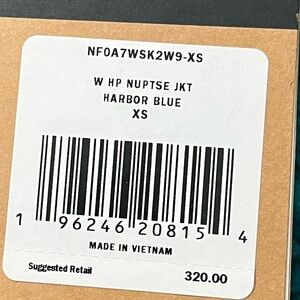 NF0A7WSK2W9-XS
W HP NUPTSE JKT
HARBOR BLUE
XS
1 96246 20815 4
MADE IN VIETNAM
Suggested Retail 320.00